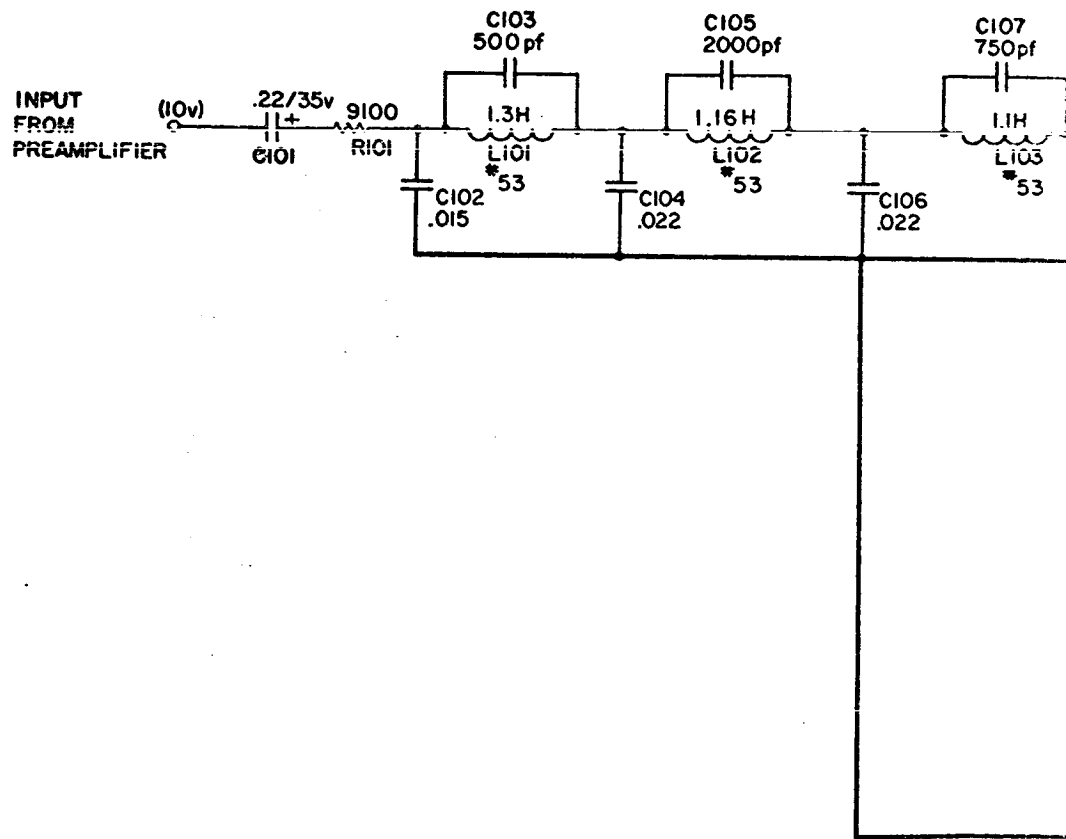 C103
500pf
C105
2000pf
C107
750pf
INPUT
FROM
PREAMPLIFIER
(10v)
.22/35v
+
C101
9100
R101
1.3H
L101
*53
1.16H
L102
*53
1.1H
L103
*53
C102
.015
C104
.022
C106
.022